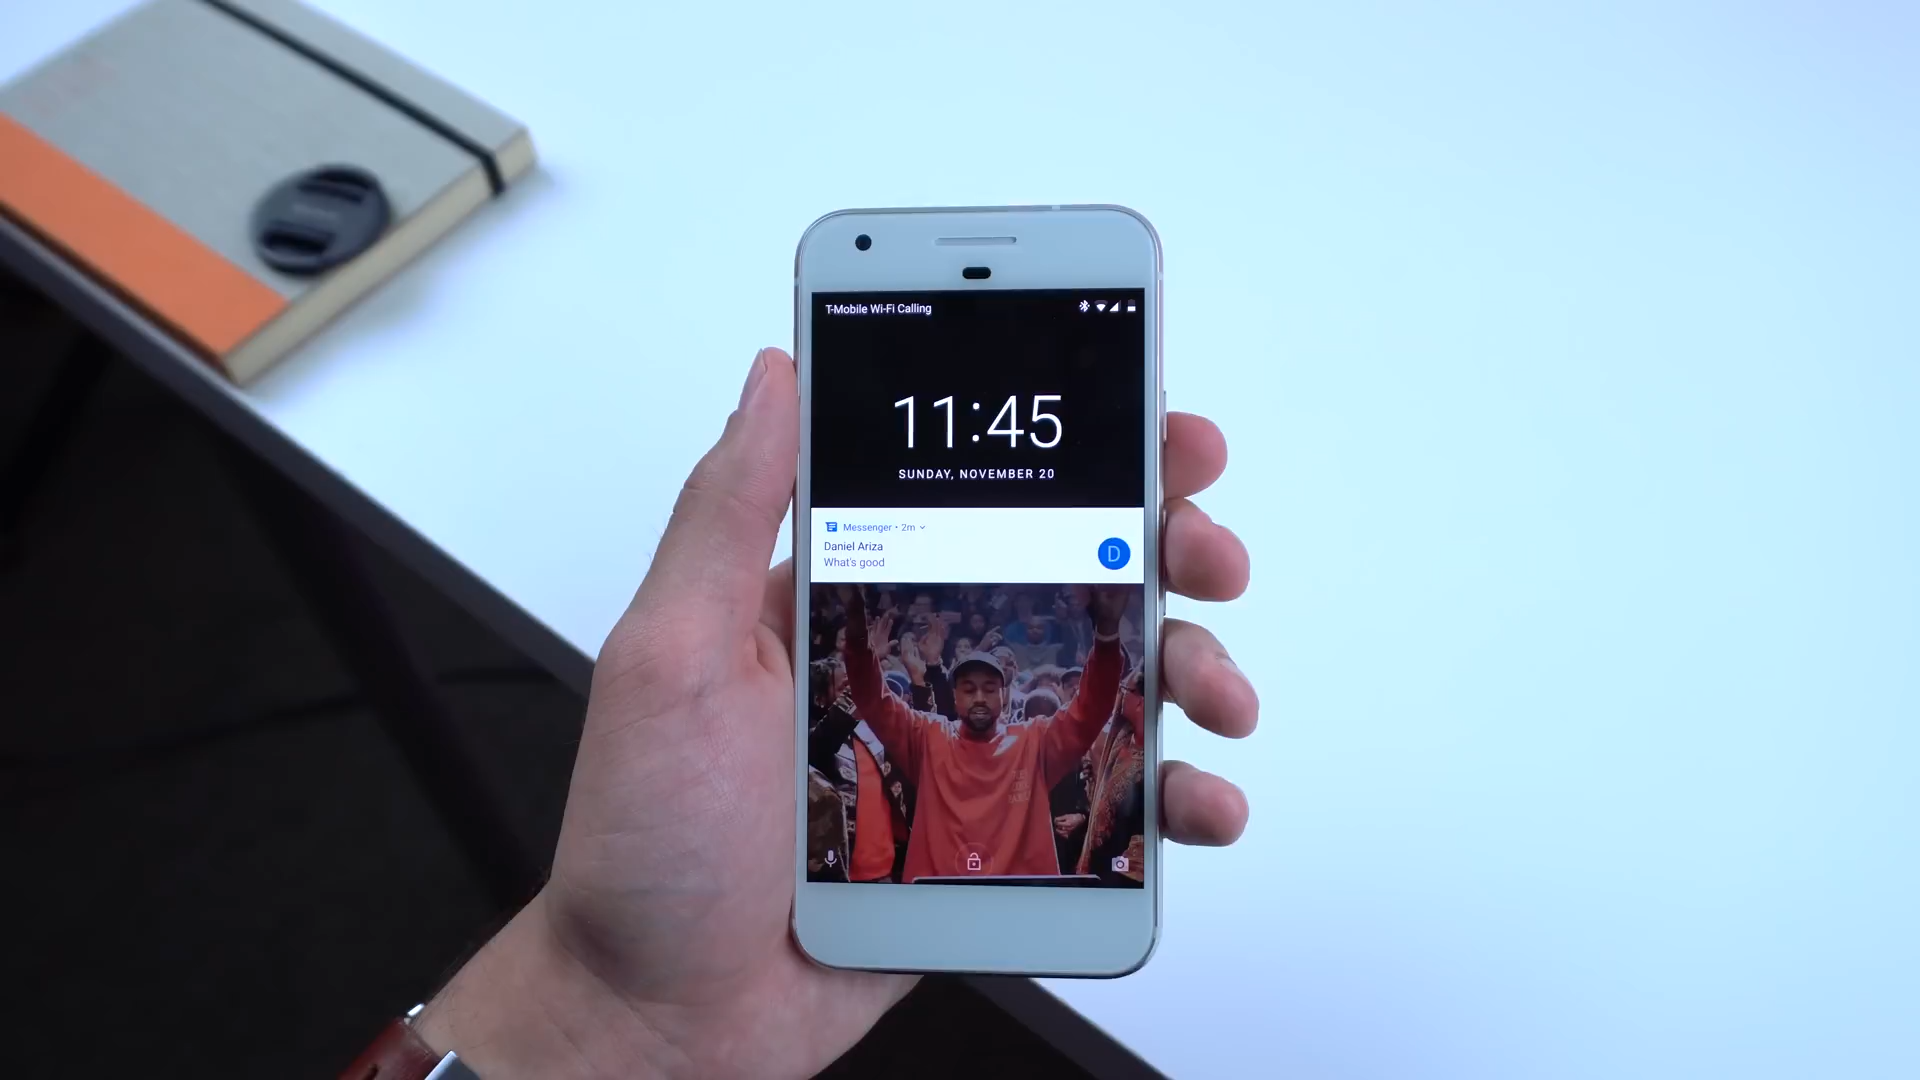 T-Mobile Wi-Fi Calling
11:45
SUNDAY, NOVEMBER 20
Messenger • 2m
Daniel Ariza
What's good
D